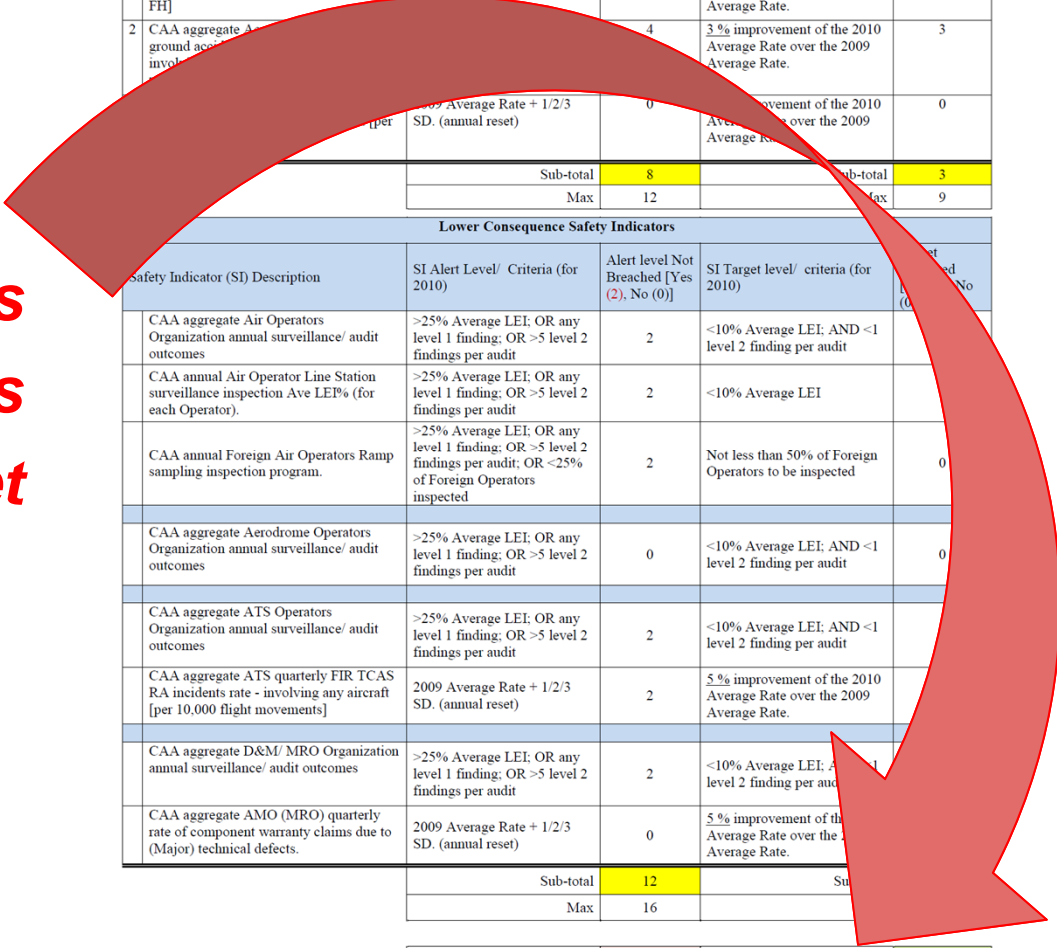 FH]
Average Rate.
2 CAA aggregate
ground
4
3 % improvement of the 2010
Average Rate over the 2009
Average Rate.
3
[per
Average Rate + 1/2/3
SD. (annual reset)
0
improvement of the 2010
over the 2009
Average
0
Sub-total 8 3
Max 12 9
s
s
et
Lower Consequence Safety Indicators
Safety Indicator (SI) Description
SI Alert Level/ Criteria (for
2010)
Alert level Not
Breached [Yes
(2), No (0)]
SI Target level/ criteria (for
2010)
No
CAA aggregate Air Operators
Organization annual surveillance/ audit
outcomes
>25% Average LEI; OR any
level 1 finding; OR >5 level 2
findings per audit
2
<10% Average LEI; AND <1
level 2 finding per audit
CAA annual Air Operator Line Station
surveillance inspection Ave LEI% (for
each Operator).
>25% Average LEI; OR any
level 1 finding; OR >5 level 2
findings per audit
2
<10% Average LEI
CAA annual Foreign Air Operators Ramp
sampling inspection program.
>25% Average LEI; OR any
level 1 finding; OR >5 level 2
findings per audit; OR <25%
of Foreign Operators
inspected
2
Not less than 50% of Foreign
Operators to be inspected
0
CAA aggregate Aerodrome Operators
Organization annual surveillance/ audit
outcomes
>25% Average LEI; OR any
level 1 finding; OR >5 level 2
findings per audit
0
<10% Average LEI; AND <1
level 2 finding per audit
0
CAA aggregate ATS Operators
Organization annual surveillance/ audit
outcomes
>25% Average LEI; OR any
level 1 finding; OR >5 level 2
findings per audit
2
<10% Average LEI; AND <1
level 2 finding per audit
CAA aggregate ATS quarterly FIR TCAS
RA incidents rate - involving any aircraft
[per 10,000 flight movements]
2009 Average Rate + 1/2/3
SD. (annual reset)
2
5 % improvement of the 2010
Average Rate over the 2009
Average Rate.
CAA aggregate D&M/ MRO Organization
annual surveillance/ audit outcomes
>25% Average LEI; OR any
level 1 finding; OR >5 level 2
findings per audit
2
<10% Average LEI;
level 2 finding per
CAA aggregate AMO (MRO) quarterly
rate of component warranty claims due to
(Major) technical defects.
2009 Average Rate + 1/2/3
SD. (annual reset)
0
5 % improvement of
Average Rate over the
Average Rate.
Sub-total 12
Max 16